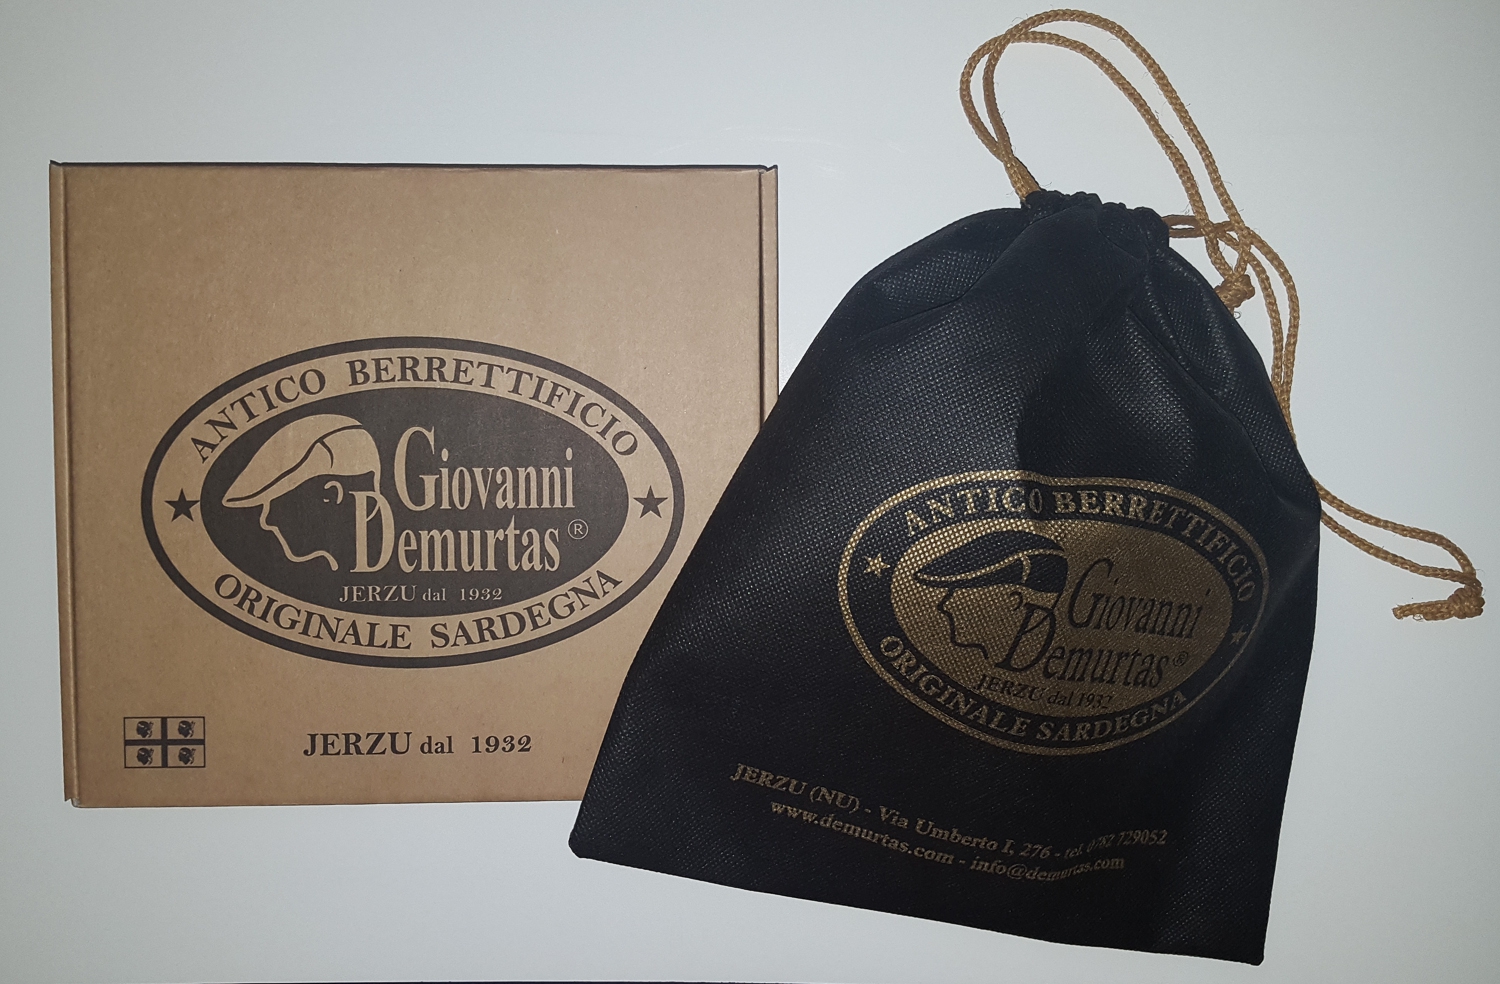 ANTICO BERRETTIFICIO
Giovanni
Demurtas®
JERZU dal 1932
ORIGINALE SARDEGNA
JERZU dal 1932
ANTICO BERRETTIFICIO
Giovanni
Demurtas®
JERZU dal 1932
ORIGINALE SARDEGNA
JERZU (NU) - Via Umberto I, 276 - tel. 0782 729052
www.demurtas.com - info@demurtas.com